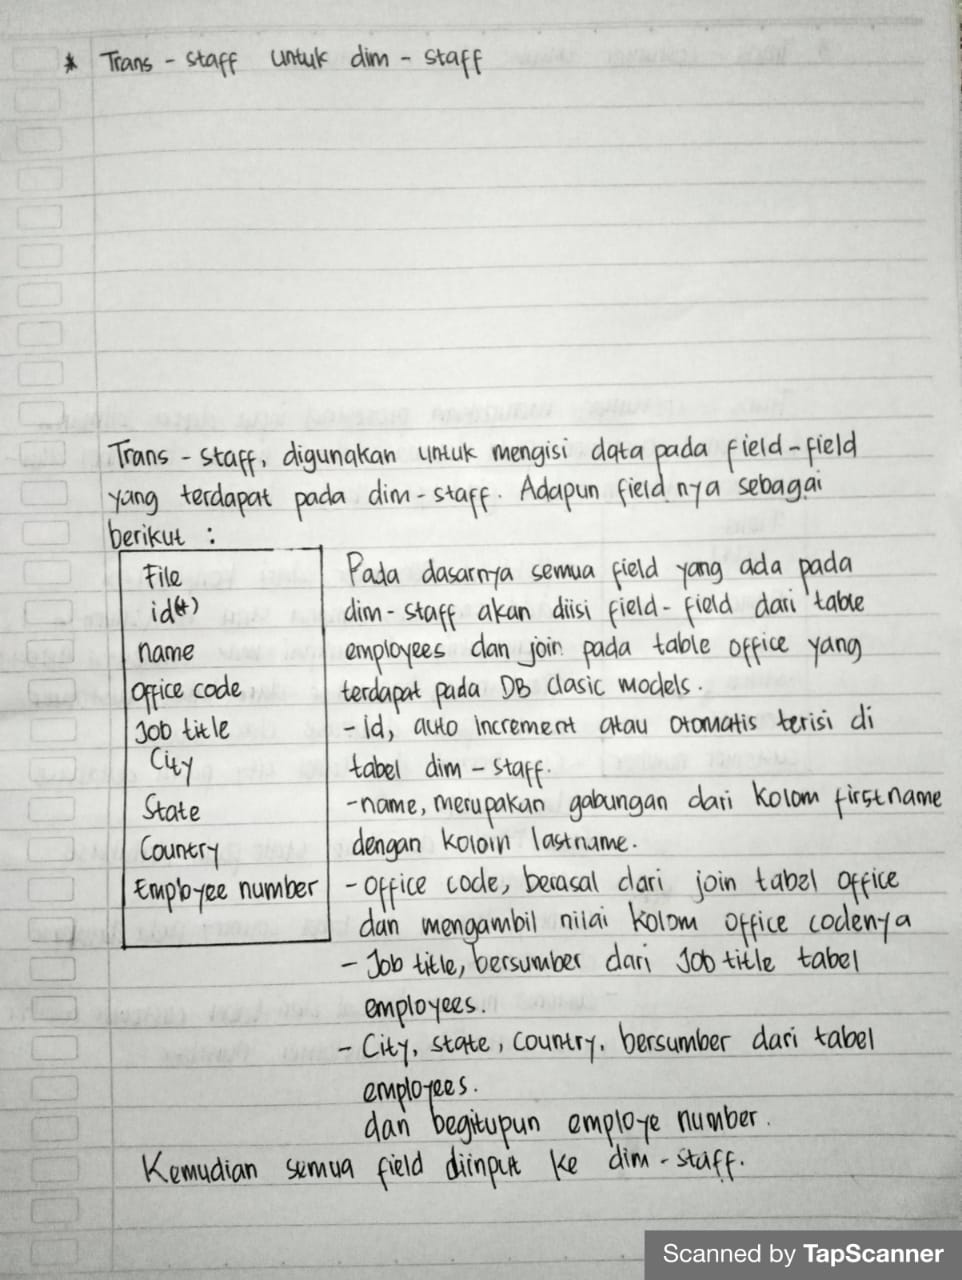 * Trans - staff untuk dim - staff
Trans - staff, digunakan untuk mengisi data pada field - field
yang terdapat pada dim - staff. Adapun field nya sebagai
berikut :
File
id(*)
name
Office code
Job title
City
State
Country
Employee number
Pada dasarnya semua field yang ada pada
dim - staff akan diisi field - field dari table
employees dan join pada table office yang
terdapat pada DB clasic models.
- id, auto increment atau otomatis terisi di
tabel dim - staff.
- name, merupakan gabungan dari kolom firstname
dengan kolom lastname.
- Office code, berasal dari join tabel office
dan mengambil nilai kolom office codenya
- Job title, bersumber dari Job title tabel
employees.
- City, state, country, bersumber dari tabel
employees.
dan begitupun employe number.
Kemudian semua field diinput ke dim - staff.
Scanned by TapScanner